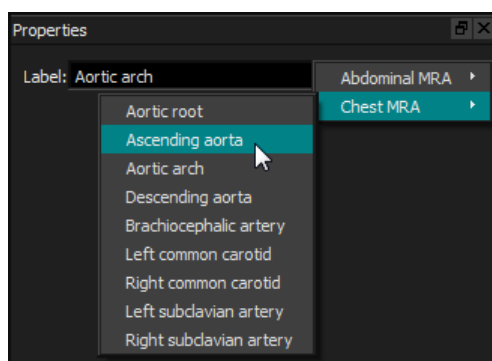 Properties
Label: Aortic arch
Abdominal MRA
Chest MRA
Aortic root
Ascending aorta
Aortic arch
Descending aorta
Brachiocephalic artery
Left common carotid
Right common carotid
Left subclavian artery
Right subclavian artery